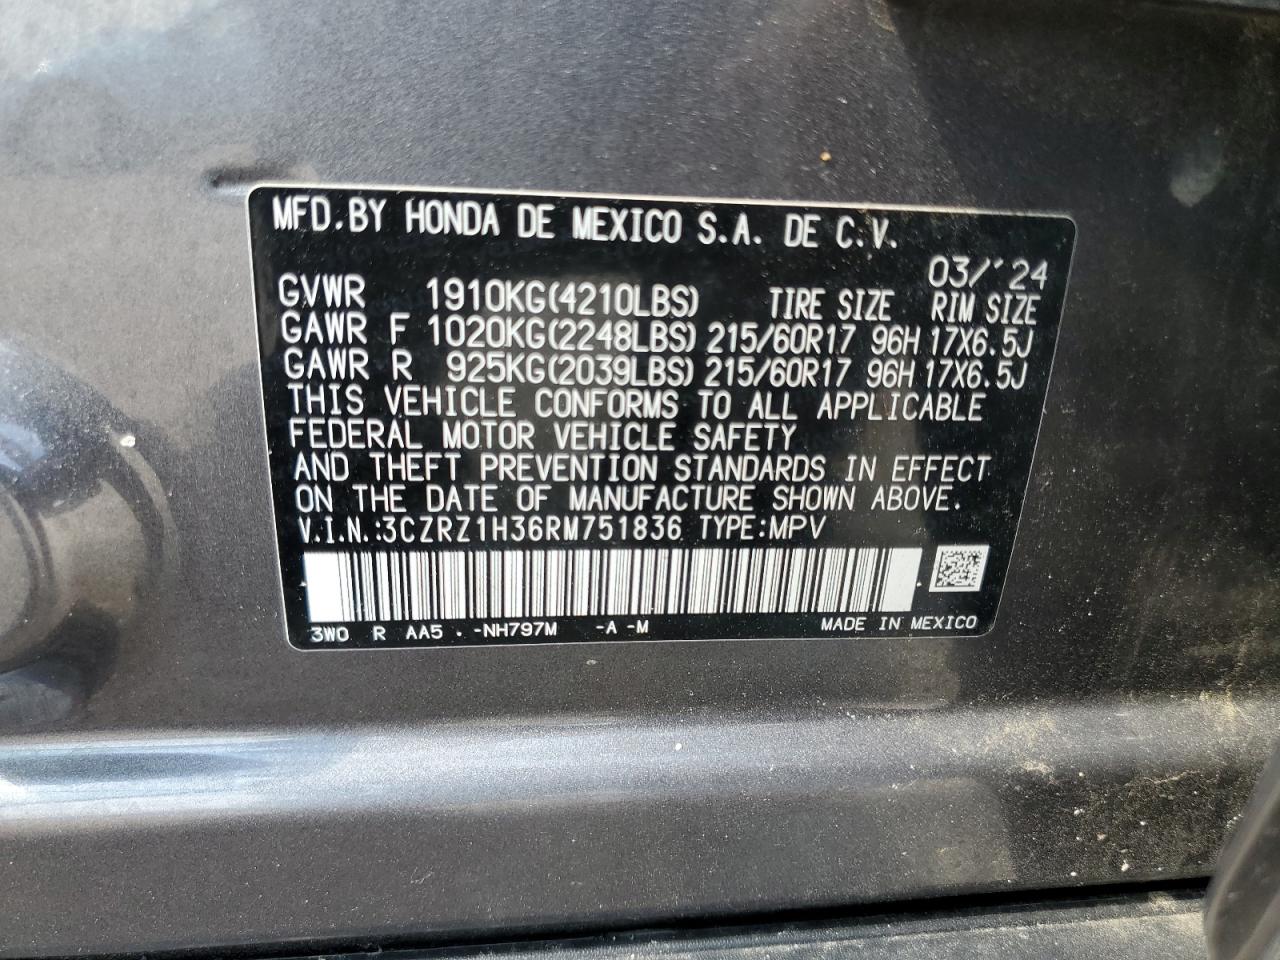 MFD.BY HONDA DE MEXICO S.A. DE C.V.
03/'24
GVWR 1910KG(4210LBS) TIRE SIZE RIM SIZE
GAWR F 1020KG(2248LBS) 215/60R17 96H 17X6.5J
GAWR R 925KG(2039LBS) 215/60R17 96H 17X6.5J
THIS VEHICLE CONFORMS TO ALL APPLICABLE
FEDERAL MOTOR VEHICLE SAFETY
AND THEFT PREVENTION STANDARDS IN EFFECT
ON THE DATE OF MANUFACTURE SHOWN ABOVE.
V.I.N.:3CZRZ1H36RM751836 TYPE:MPV
3W0 R AA5 . -NH797M -A -M MADE IN MEXICO